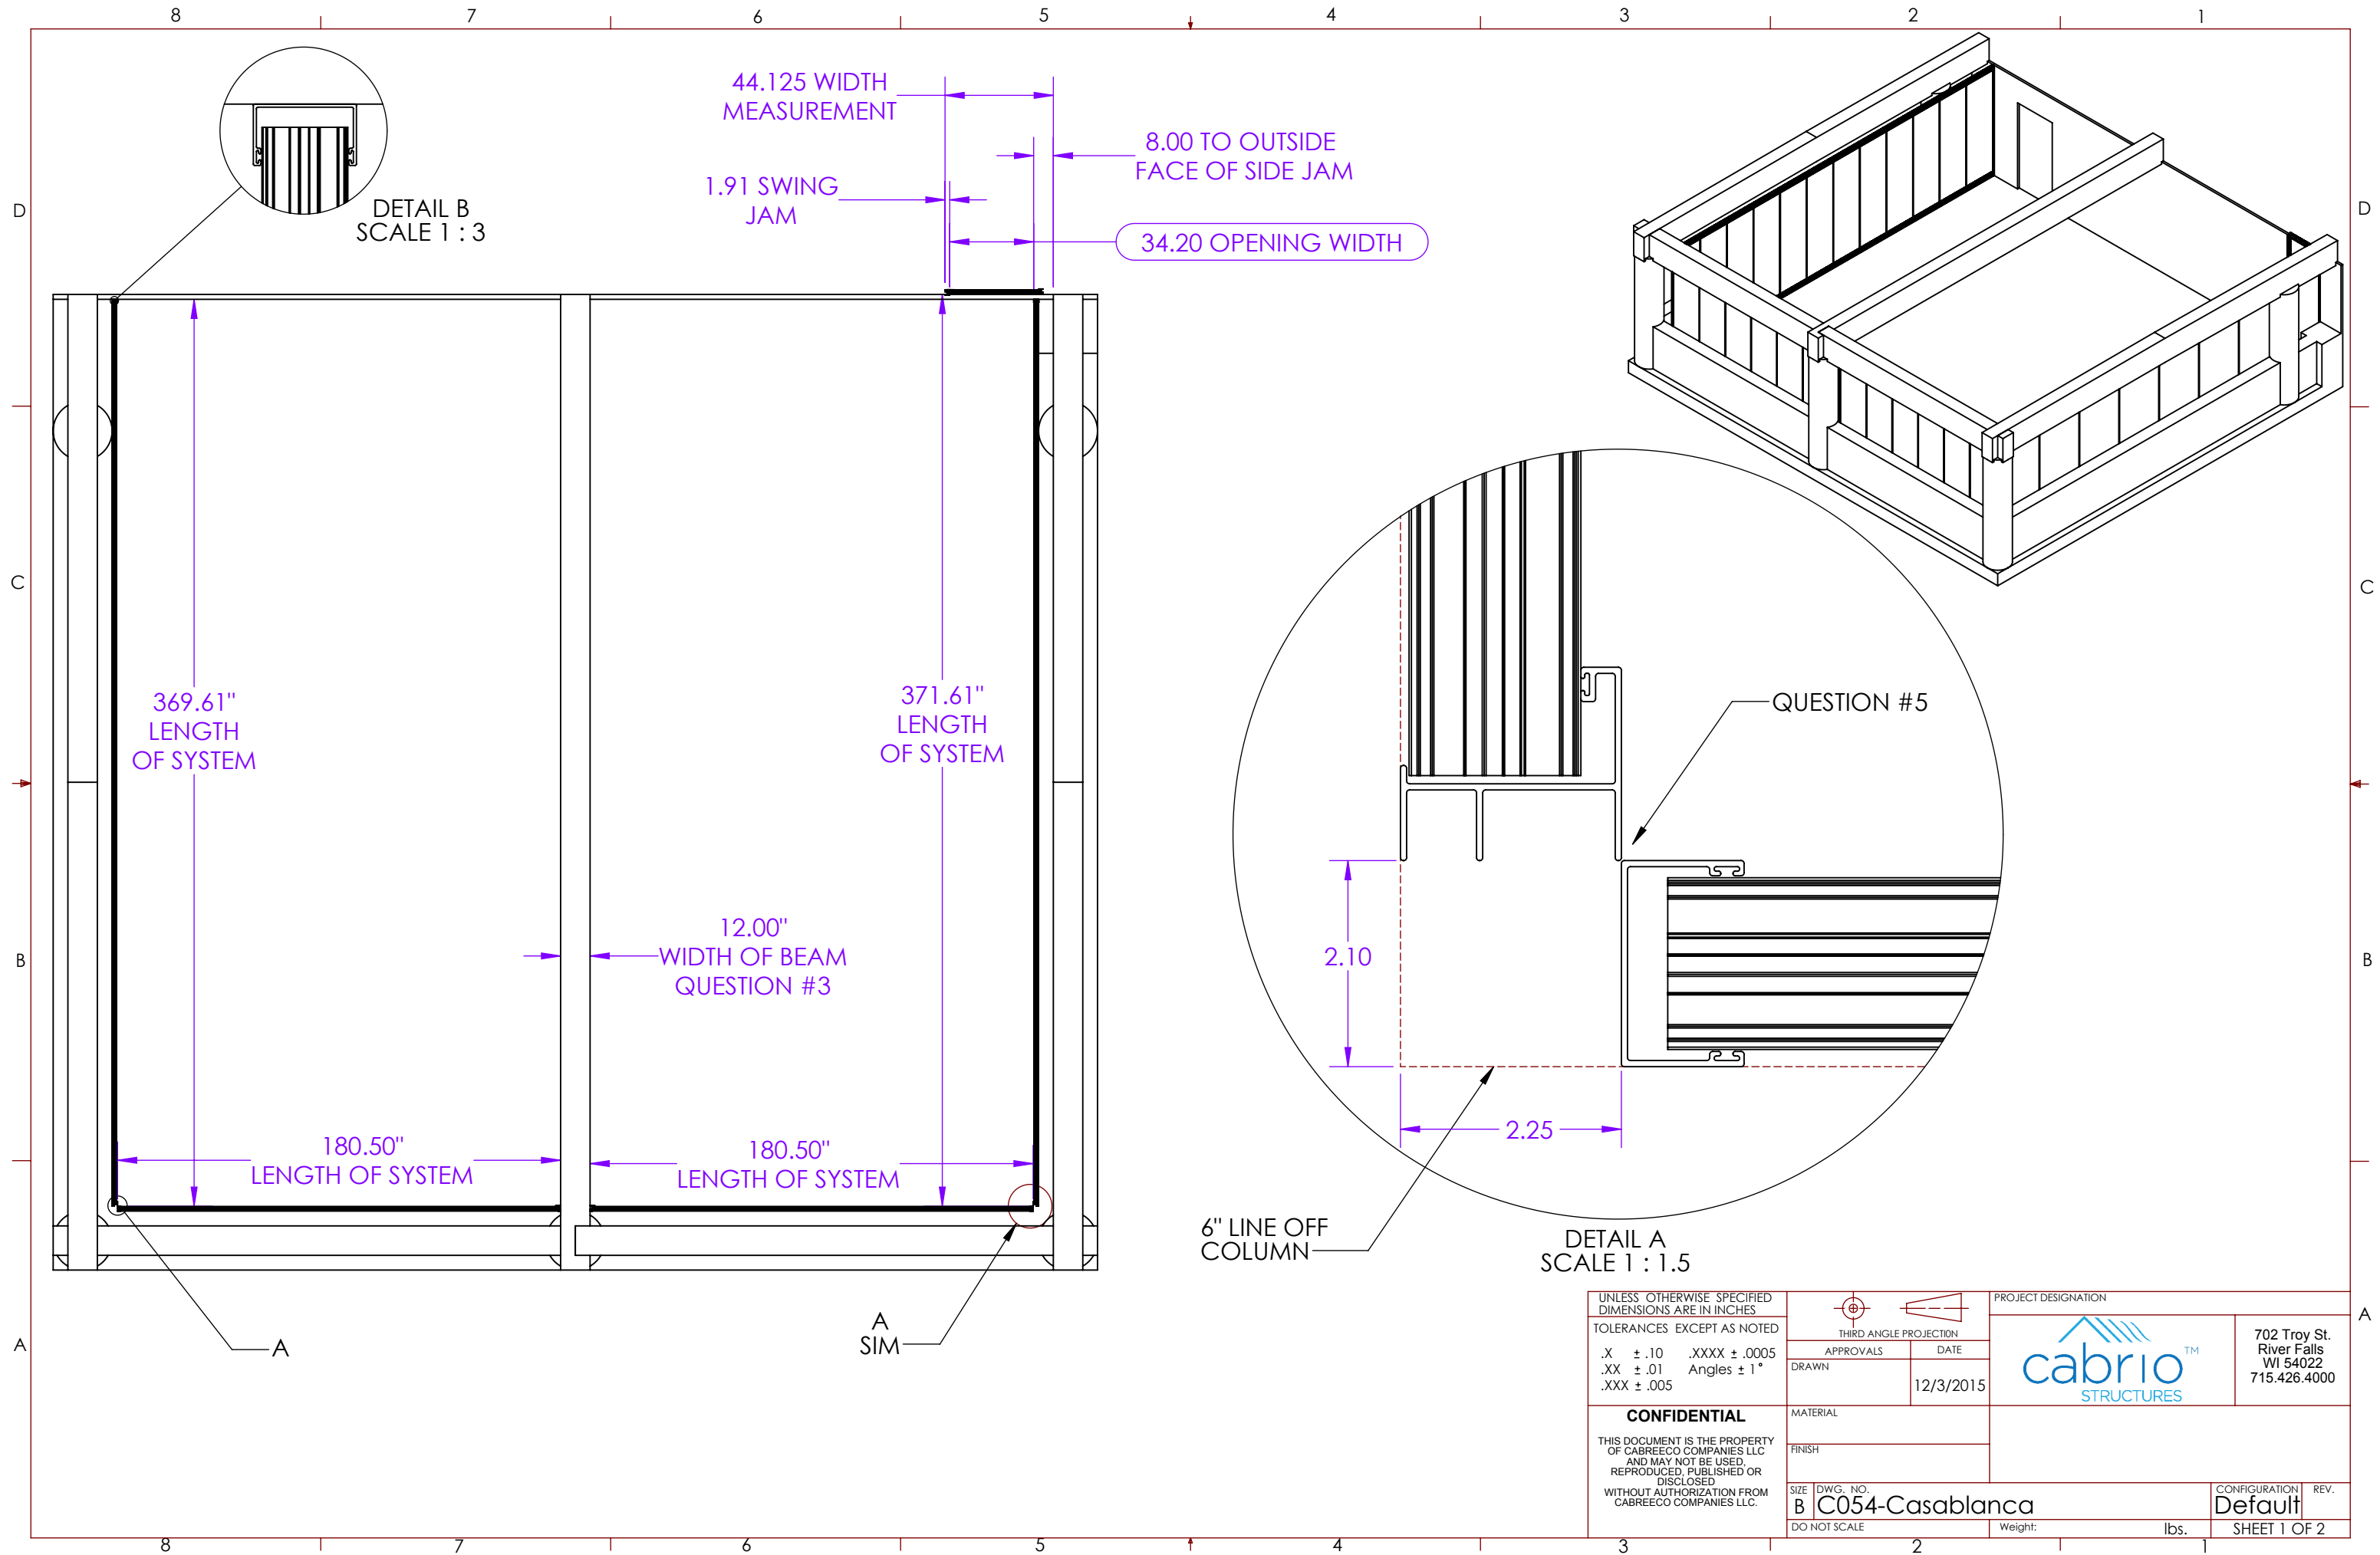 8 7 6 5 4 3 2 1
D
C
B
A
D
C
B
A
DETAIL B
SCALE 1 : 3
44.125 WIDTH
MEASUREMENT
8.00 TO OUTSIDE
FACE OF SIDE JAM
1.91 SWING
JAM
34.20 OPENING WIDTH
369.61"
LENGTH
OF SYSTEM
371.61"
LENGTH
OF SYSTEM
12.00"
WIDTH OF BEAM
QUESTION #3
180.50"
LENGTH OF SYSTEM
180.50"
LENGTH OF SYSTEM
A
A
SIM
QUESTION #5
2.10
2.25
6" LINE OFF
COLUMN
DETAIL A
SCALE 1 : 1.5
UNLESS OTHERWISE SPECIFIED
DIMENSIONS ARE IN INCHES
TOLERANCES EXCEPT AS NOTED
.X ± .10 .XXXX ± .0005
.XX ± .01 Angles ± 1°
.XXX ± .005
CONFIDENTIAL
THIS DOCUMENT IS THE PROPERTY
OF CABREECO COMPANIES LLC
AND MAY NOT BE USED,
REPRODUCED, PUBLISHED OR
DISCLOSED
WITHOUT AUTHORIZATION FROM
CABREECO COMPANIES LLC.
THIRD ANGLE PROJECTION
APPROVALS DATE
DRAWN
12/3/2015
MATERIAL
FINISH
PROJECT DESIGNATION
cabrio™
STRUCTURES
702 Troy St.
River Falls
WI 54022
715.426.4000
SIZE DWG. NO. CONFIGURATION REV.
B C054-Casablanca Default
DO NOT SCALE Weight: lbs. SHEET 1 OF 2
8 7 6 5 4 3 2 1